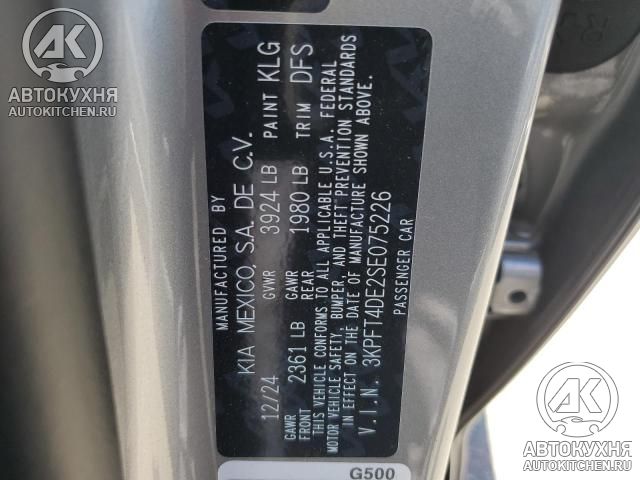 MANUFACTURED BY
KIA MEXICO, S.A. DE C.V.
12/24 GVWR 3924 LB PAINT KLG
GAWR FRONT 2361 LB GAWR REAR 1980 LB TRIM DFS
THIS VEHICLE CONFORMS TO ALL APPLICABLE U.S.A. FEDERAL
MOTOR VEHICLE SAFETY, BUMPER, AND THEFT PREVENTION STANDARDS
IN EFFECT ON THE DATE OF MANUFACTURE SHOWN ABOVE.
V.I.N. 3KPFT4DE2SE075226
PASSENGER CAR
G500
AK
АВТОКУХНЯ
AUTOKITCHEN.RU
AK
АВТОКУХНЯ
AUTOKITCHEN.RU